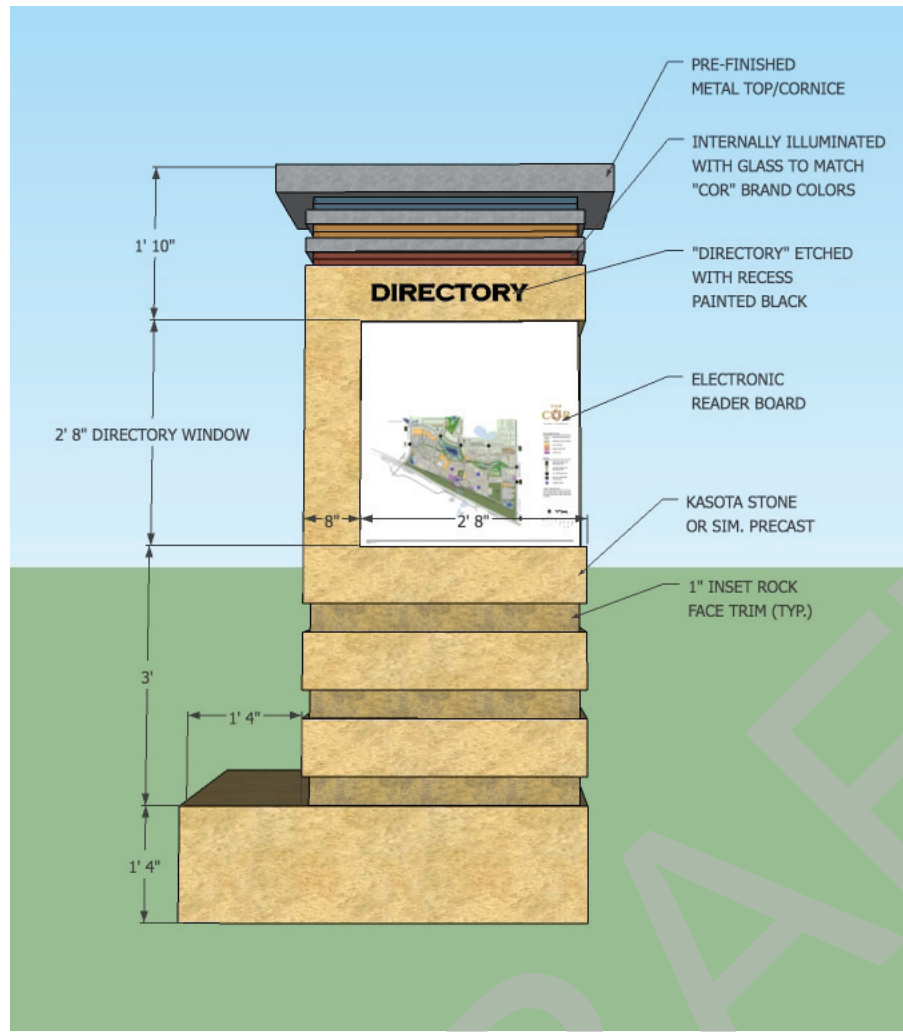 PRE-FINISHED
METAL TOP/CORNICE
INTERNALLY ILLUMINATED
WITH GLASS TO MATCH
"COR" BRAND COLORS
1' 10"
"DIRECTORY" ETCHED
WITH RECESS
PAINTED BLACK
DIRECTORY
ELECTRONIC
READER BOARD
COR
2' 8" DIRECTORY WINDOW
KASOTA STONE
OR SIM. PRECAST
8"
2' 8"
1" INSET ROCK
FACE TRIM (TYP.)
3'
1' 4"
1' 4"